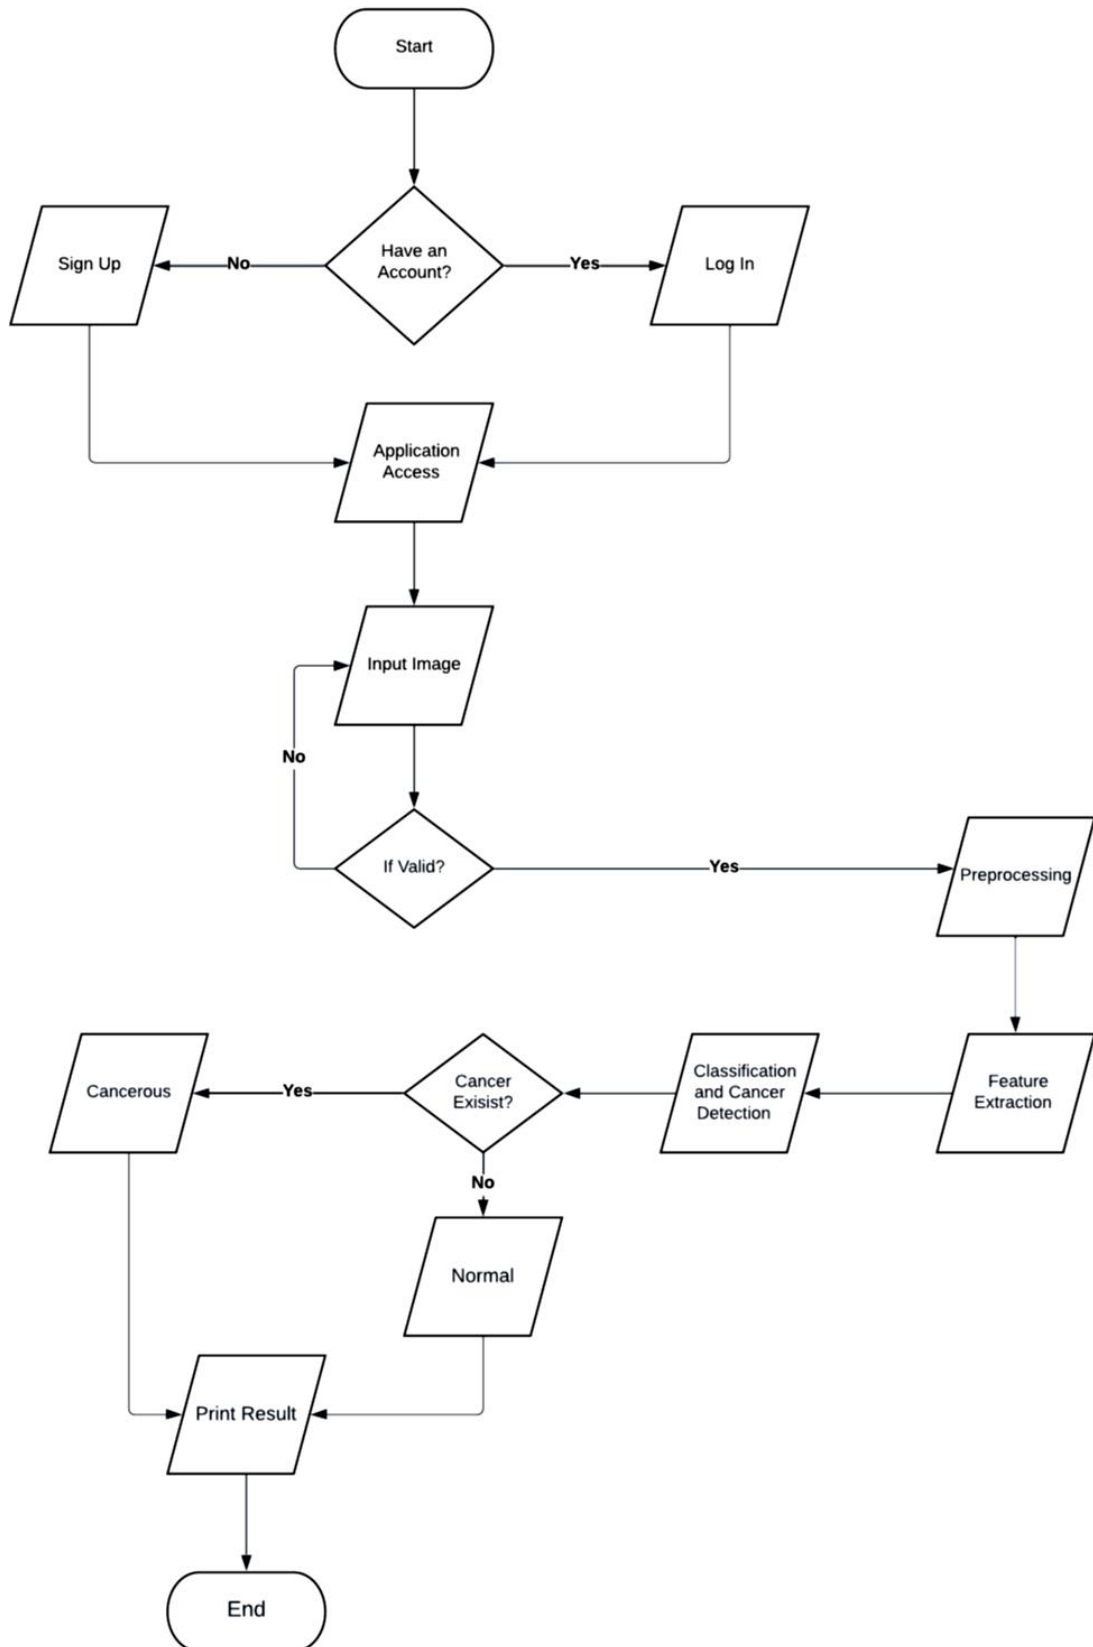 Start
Have an
Account?
No
Yes
Sign Up
Log In
Application
Access
Input Image
No
If Valid?
Yes
Preprocessing
Feature
Extraction
Classification
and Cancer
Detection
Cancer
Exisist?
Yes
Cancerous
No
Normal
Print Result
End